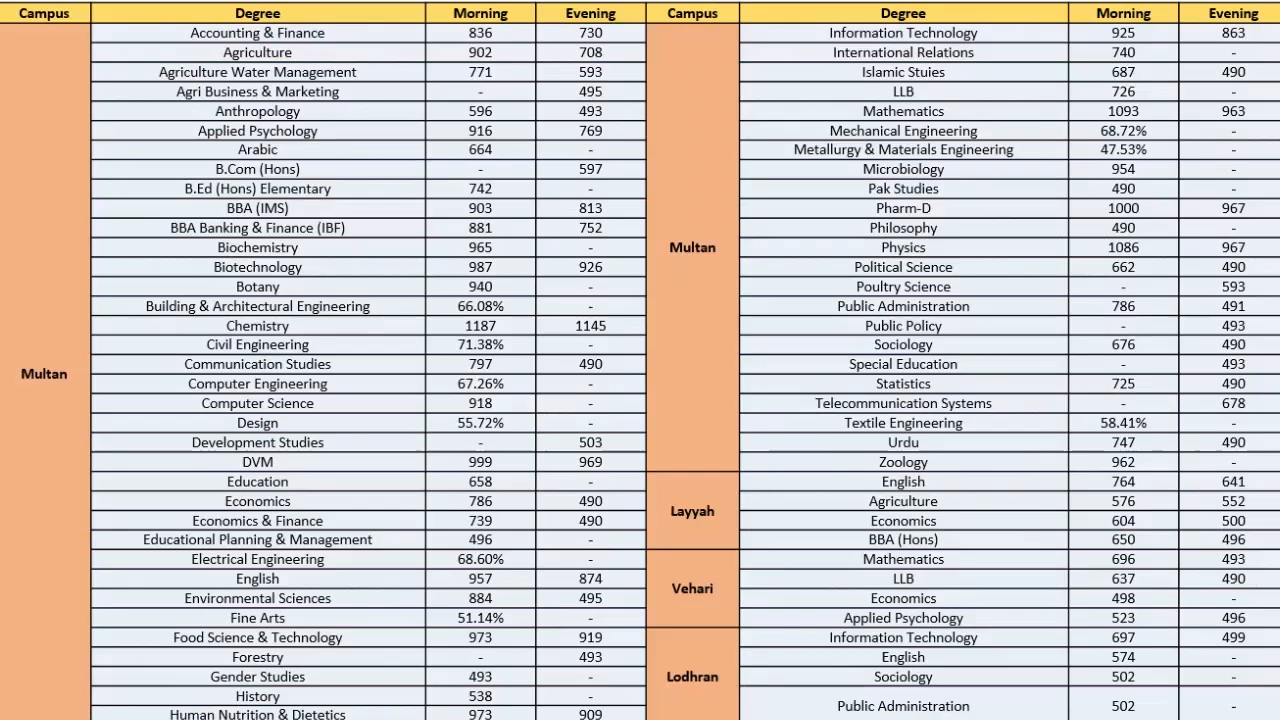 Campus Degree Morning Evening Campus Degree Morning Evening
Accounting & Finance 836 730 Information Technology 925 863
Agriculture 902 708 International Relations 740 -
Agriculture Water Management 771 593 Islamic Stuies 687 490
Agri Business & Marketing - 495 LLB 726 -
Anthropology 596 493 Mathematics 1093 963
Applied Psychology 916 769 Mechanical Engineering 68.72% -
Arabic 664 - Metallurgy & Materials Engineering 47.53% -
B.Com (Hons) - 597 Microbiology 954 -
B.Ed (Hons) Elementary 742 - Pak Studies 490 -
BBA (IMS) 903 813 Pharm-D 1000 967
BBA Banking & Finance (IBF) 881 752 Philosophy 490 -
Biochemistry 965 - Multan Physics 1086 967
Biotechnology 987 926 Political Science 662 490
Botany 940 - Poultry Science - 593
Building & Architectural Engineering 66.08% - Public Administration 786 491
Chemistry 1187 1145 Public Policy - 493
Civil Engineering 71.38% - Sociology 676 490
Multan Communication Studies 797 490 Special Education - 493
Computer Engineering 67.26% - Statistics 725 490
Computer Science 918 - Telecommunication Systems - 678
Design 55.72% - Textile Engineering 58.41% -
Development Studies - 503 Urdu 747 490
DVM 999 969 Zoology 962 -
Education 658 - English 764 641
Economics 786 490 Layyah Agriculture 576 552
Economics & Finance 739 490 Economics 604 500
Educational Planning & Management 496 - BBA (Hons) 650 496
Electrical Engineering 68.60% - Mathematics 696 493
English 957 874 Vehari LLB 637 490
Environmental Sciences 884 495 Economics 498 -
Fine Arts 51.14% - Applied Psychology 523 496
Food Science & Technology 973 919 Information Technology 697 499
Forestry - 493 English 574 -
Gender Studies 493 - Lodhran Sociology 502 -
History 538 - Public Administration 502 -
Human Nutrition & Dietetics 973 909